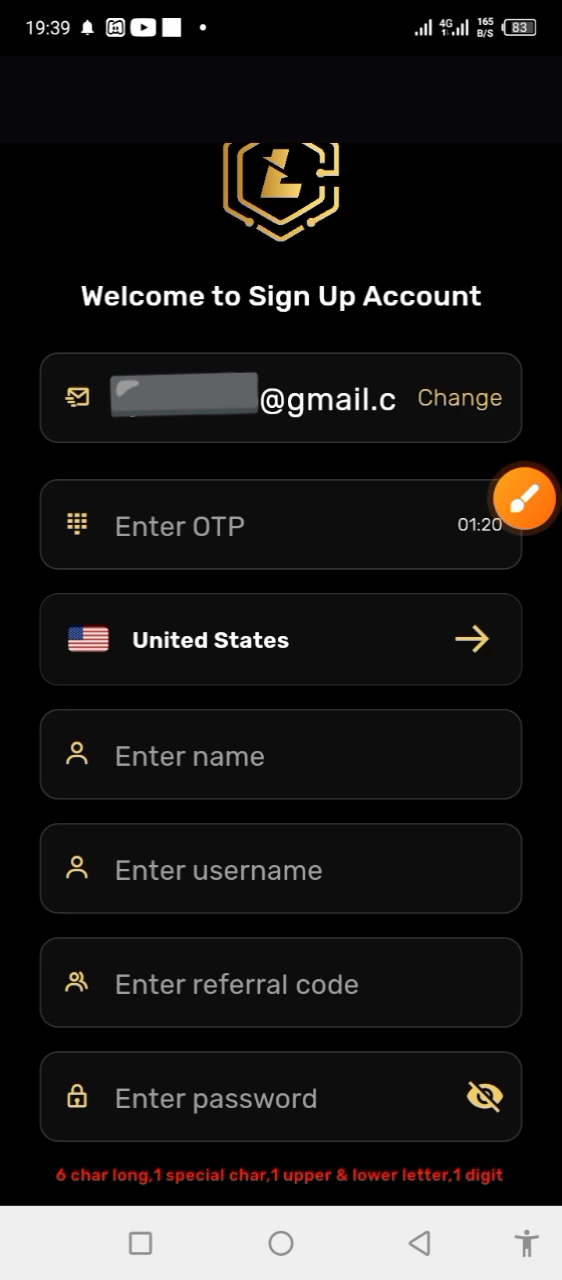 19:39
4G
165
B/S
83
Welcome to Sign Up Account
@gmail.c Change
Enter OTP 01:20
United States
Enter name
Enter username
Enter referral code
Enter password
6 char long,1 special char,1 upper & lower letter,1 digit